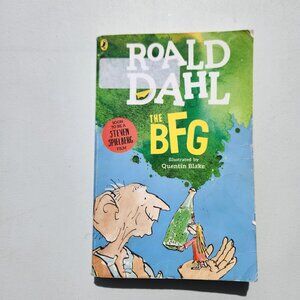 ROALD
DAHL
THE
BFG
SOON
TO BE A
STEVEN
SPIELBERG
FILM
Illustrated by
Quentin Blake